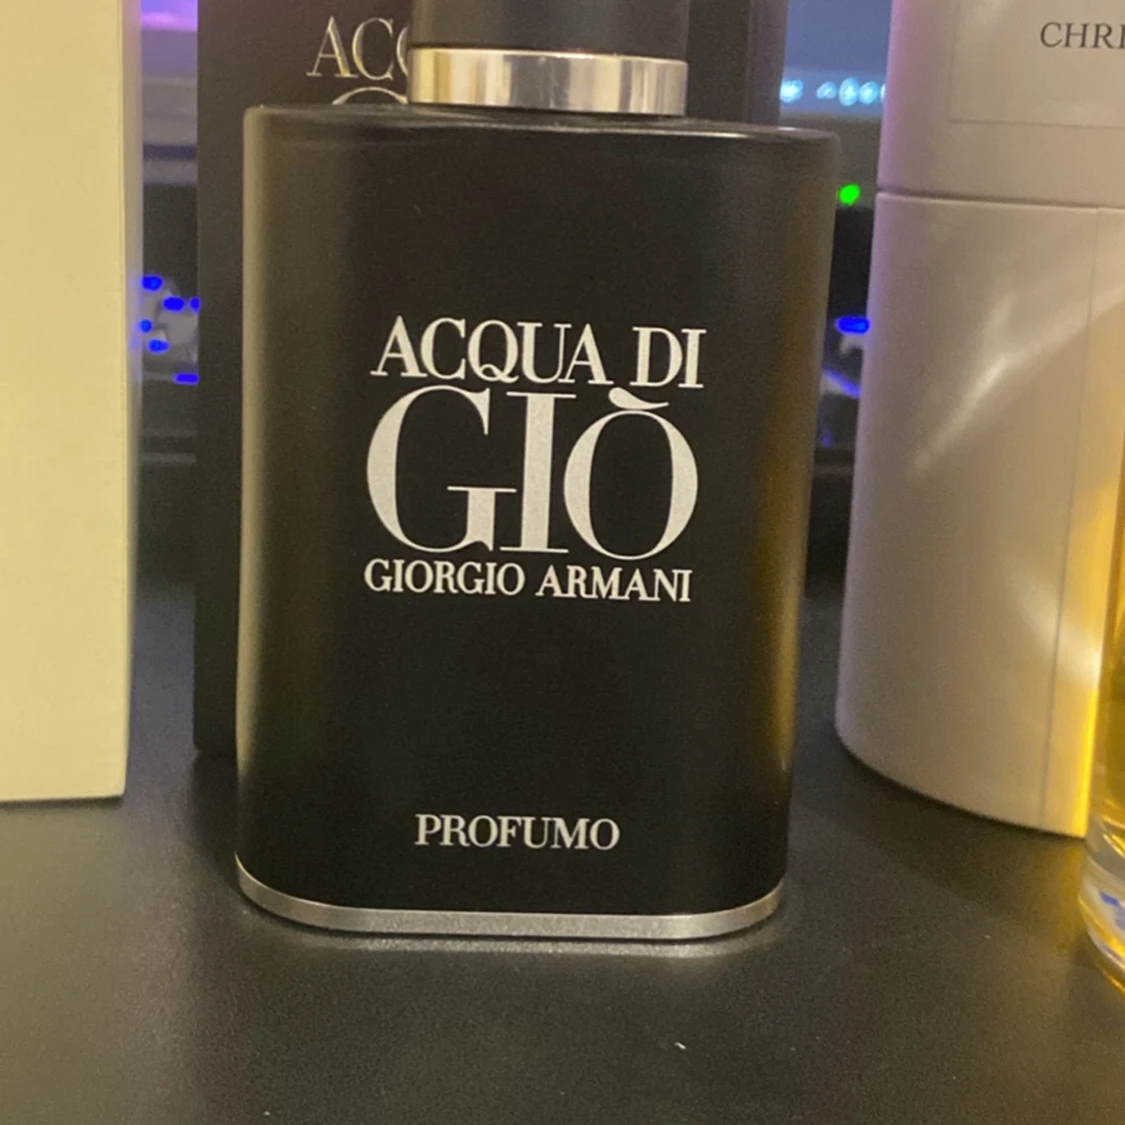 ACQUA DI
GIÒ
GIORGIO ARMANI
PROFUMO